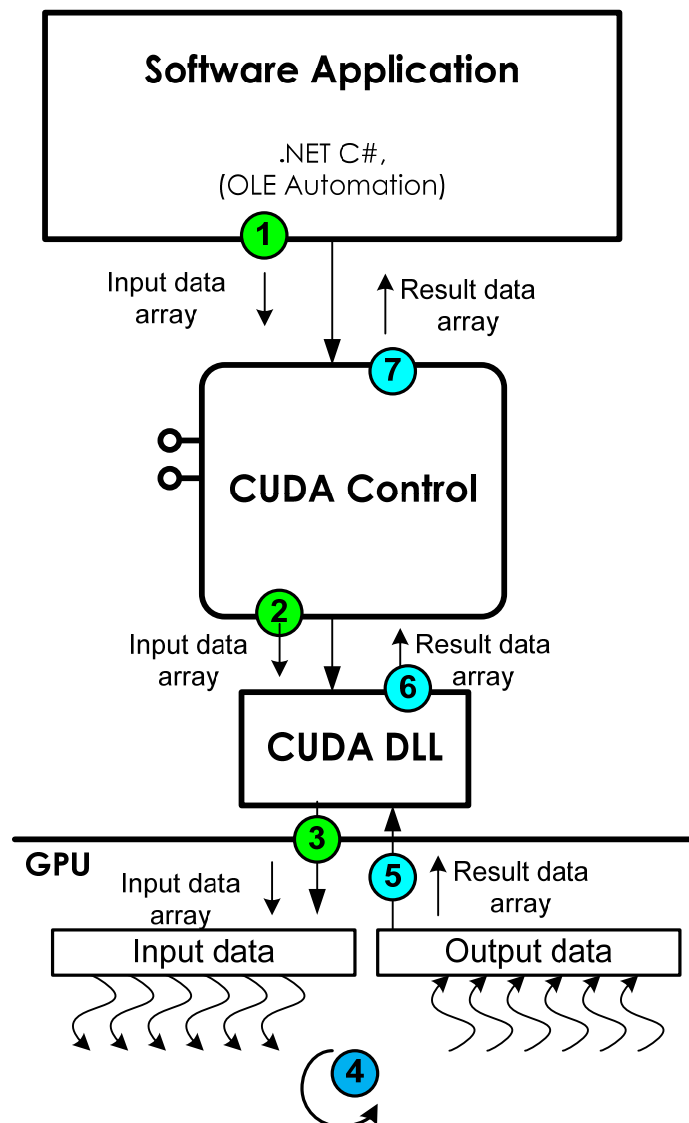 Software Application
.NET C#,
(OLE Automation)
1
Input data
array
Result data
array
7
CUDA Control
2
Input data
array
Result data
array
6
CUDA DLL
3
GPU
5
Input data
array
Result data
array
Input data
Output data
4